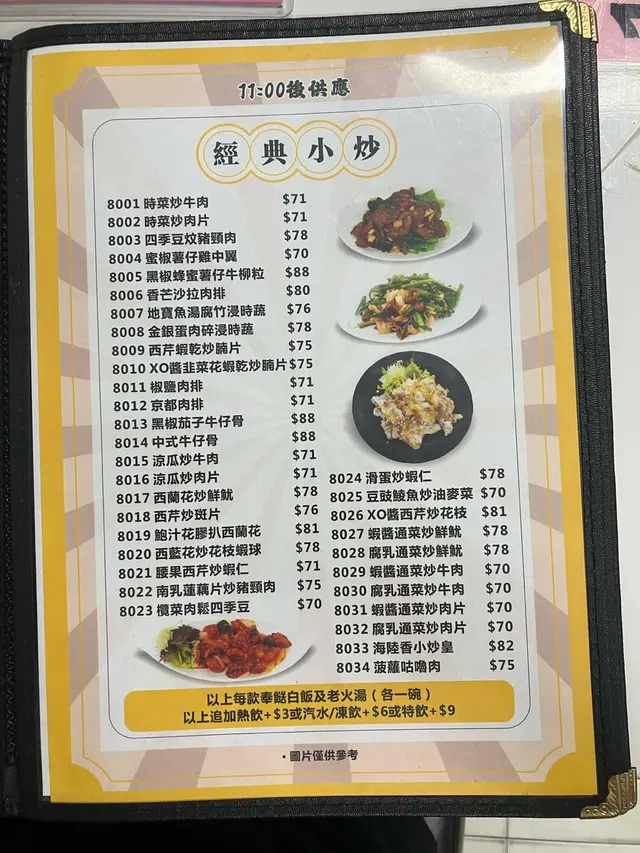 11:00後供應
經典小炒
8001 時菜炒牛肉 $71
8002 時菜炒肉片 $71
8003 四季豆炆豬頸肉 $78
8004 蜜椒薯仔雞中翼 $70
8005 黑椒蜂蜜薯仔牛柳粒 $88
8006 香芒沙拉肉排 $80
8007 地寶魚湯腐竹浸時蔬 $76
8008 金銀蛋肉碎浸時蔬 $78
8009 西芹蝦乾炒腩片 $75
8010 XO醬韭菜花蝦乾炒腩片 $75
8011 椒鹽肉排 $71
8012 京都肉排 $71
8013 黑椒茄子牛仔骨 $88
8014 中式牛仔骨 $88
8015 涼瓜炒牛肉 $71
8016 涼瓜炒肉片 $71
8017 西蘭花炒鮮魷 $78
8018 西芹炒斑片 $76
8019 鮑汁花膠扒西蘭花 $81
8020 西蘭花炒花枝蝦球 $78
8021 腰果西芹炒蝦仁 $71
8022 南乳蓮藕片炒豬頸肉 $75
8023 欖菜肉鬆四季豆 $70
8024 滑蛋炒蝦仁 $78
8025 豆豉鯪魚炒油麥菜 $70
8026 XO醬西芹炒花枝 $81
8027 蝦醬通菜炒鮮魷 $78
8028 腐乳通菜炒鮮魷 $78
8029 蝦醬通菜炒牛肉 $70
8030 腐乳通菜炒牛肉 $70
8031 蝦醬通菜炒肉片 $70
8032 腐乳通菜炒肉片 $70
8033 海陸香小炒皇 $82
8034 菠蘿咕嚕肉 $75
以上每款奉餸白飯及老火湯（各一碗）
以上追加熱飲+$3或汽水/凍飲+$6或特飲+$9
•圖片僅供參考